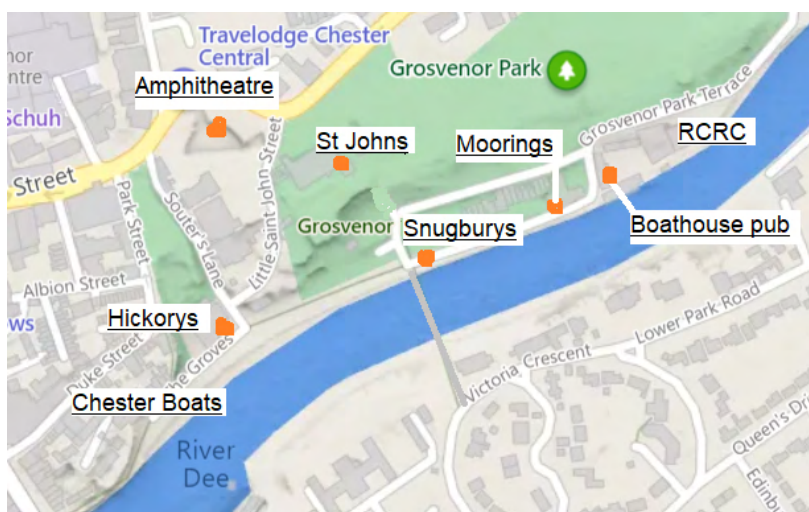 Travelodge Chester
Central
Grosvenor Park
nor
entre
Amphitheatre
Schuh
St Johns
Moorings
Grosvenor Park Terrace
RCRC
Street
Park Street
Souter's Lane
Little Saint John Street
Grosvenor
Snugburys
Boathouse pub
Albion Street
ows
Hickorys
Duke Street
The Groves
Chester Boats
Lower Park Road
Victoria Crescent
River
Dee
Queen's Dri
Edinb